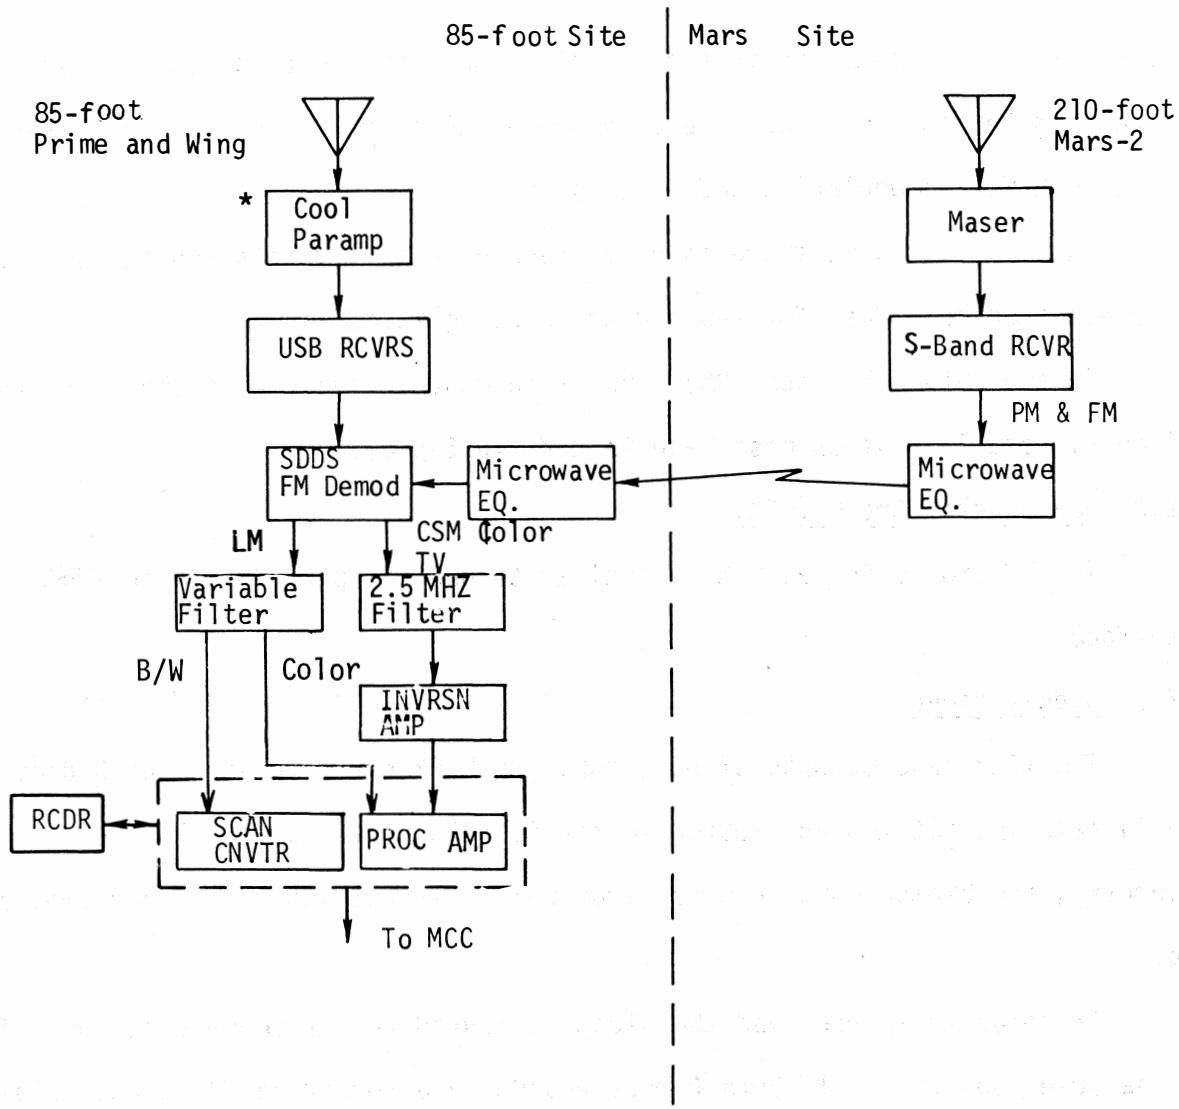 85-foot Site
Mars Site
85-foot
Prime and Wing
210-foot
Mars-2
*
Cool
Paramp
Maser
USB RCVRS
S-Band RCVR
PM & FM
SDDS
FM Demod
Microwave
EQ.
Microwave
EQ.
LM
CSM Color
TV
Variable
Filter
2.5 MHZ
Filter
B/W
Color
INVRSN
AMP
RCDR
SCAN
CNVTR
PROC AMP
To MCC